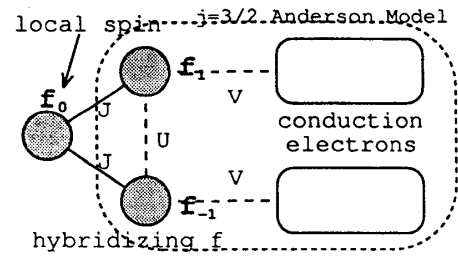 local spin
j=3/2 Anderson Model
f₀
f₁
J
V
U
conduction
electrons
J
V
f₋₁
hybridizing f